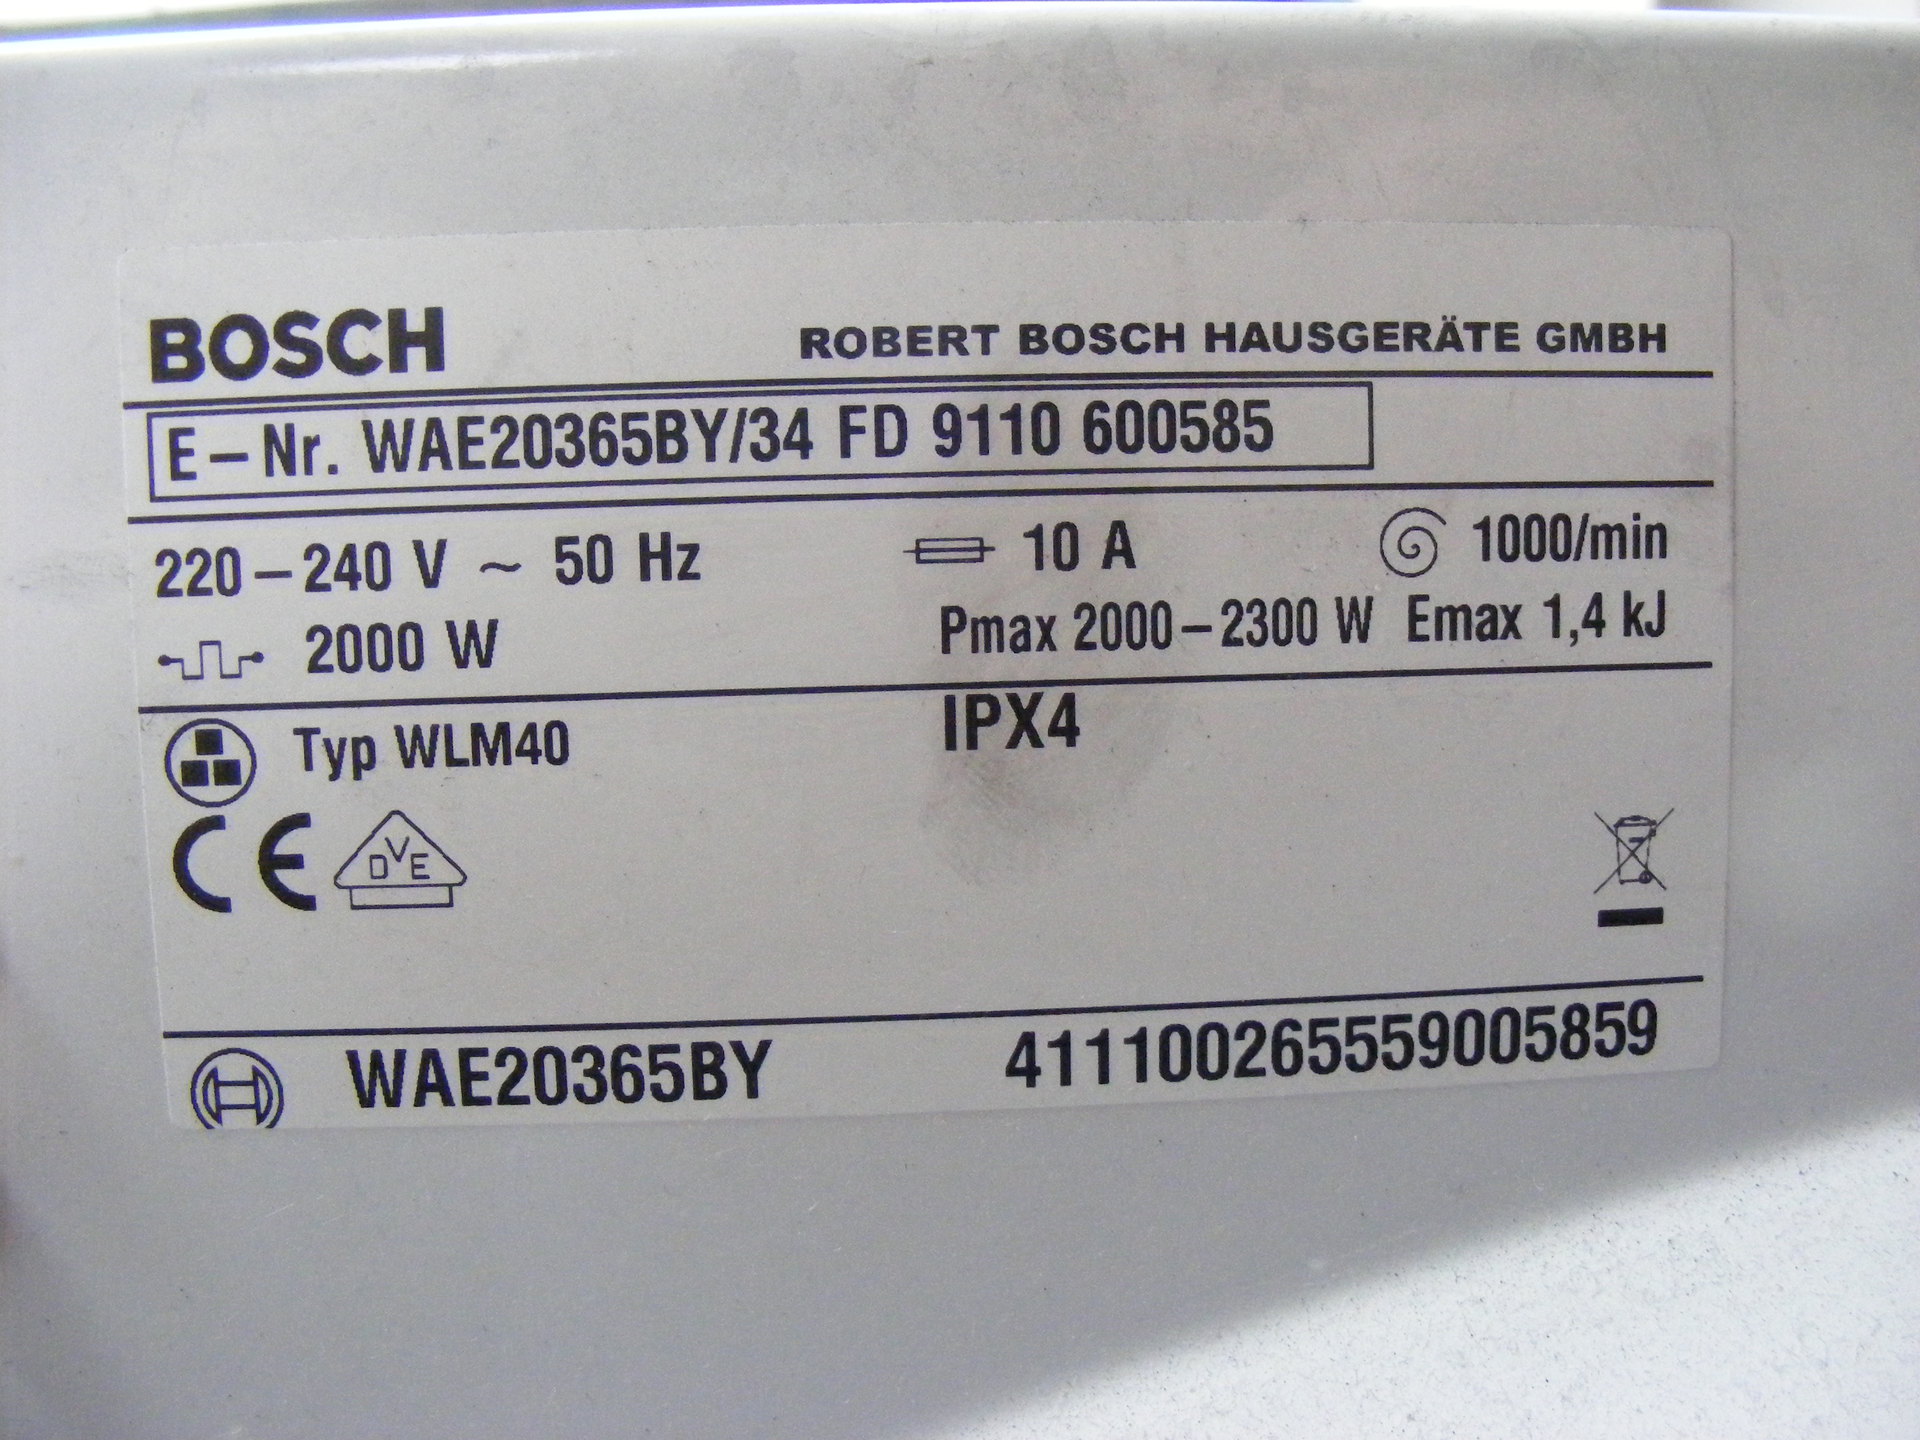 BOSCH ROBERT BOSCH HAUSGERÄTE GMBH
E-Nr. WAE20365BY/34 FD 9110 600585
220-240 V ~ 50 Hz 10 A 1000/min
2000 W Pmax 2000-2300 W Emax 1,4 kJ
Typ WLM40 IPX4
CE DVE
WAE20365BY 411100265559005859